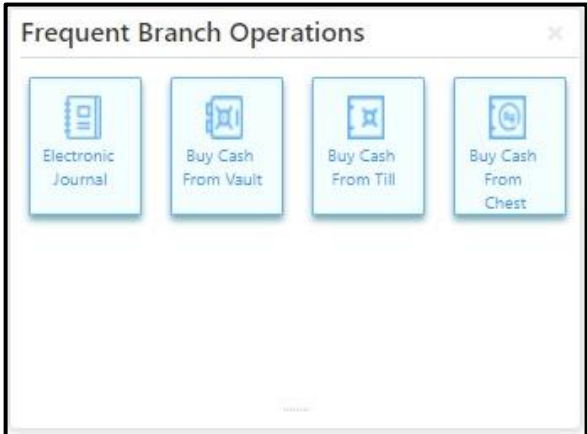 Frequent Branch Operations
Electronic
Journal
Buy Cash
From Vault
Buy Cash
From Till
Buy Cash
From
Chest